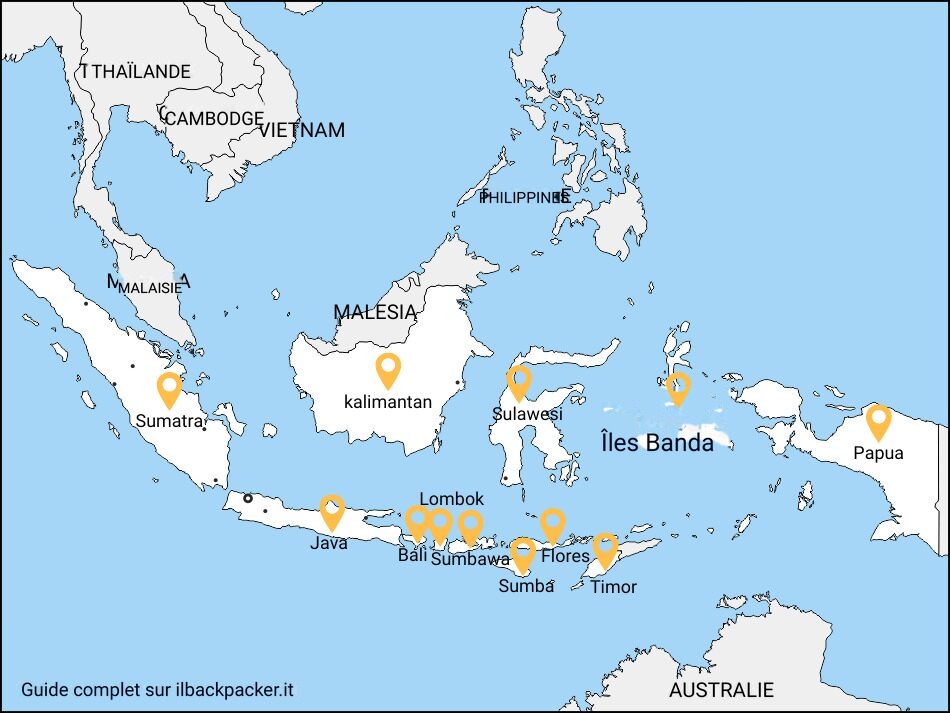 THAÏLANDE
CAMBODGE
VIETNAM
PHILIPPINES
MALAISIE
MALESIA
kalimantan
Sumatra
Sulawesi
Îles Banda
Papua
Lombok
Java
Bali
Sumbawa
Flores
Sumba
Timor
Guide complet sur ilbackpacker.it
AUSTRALIE